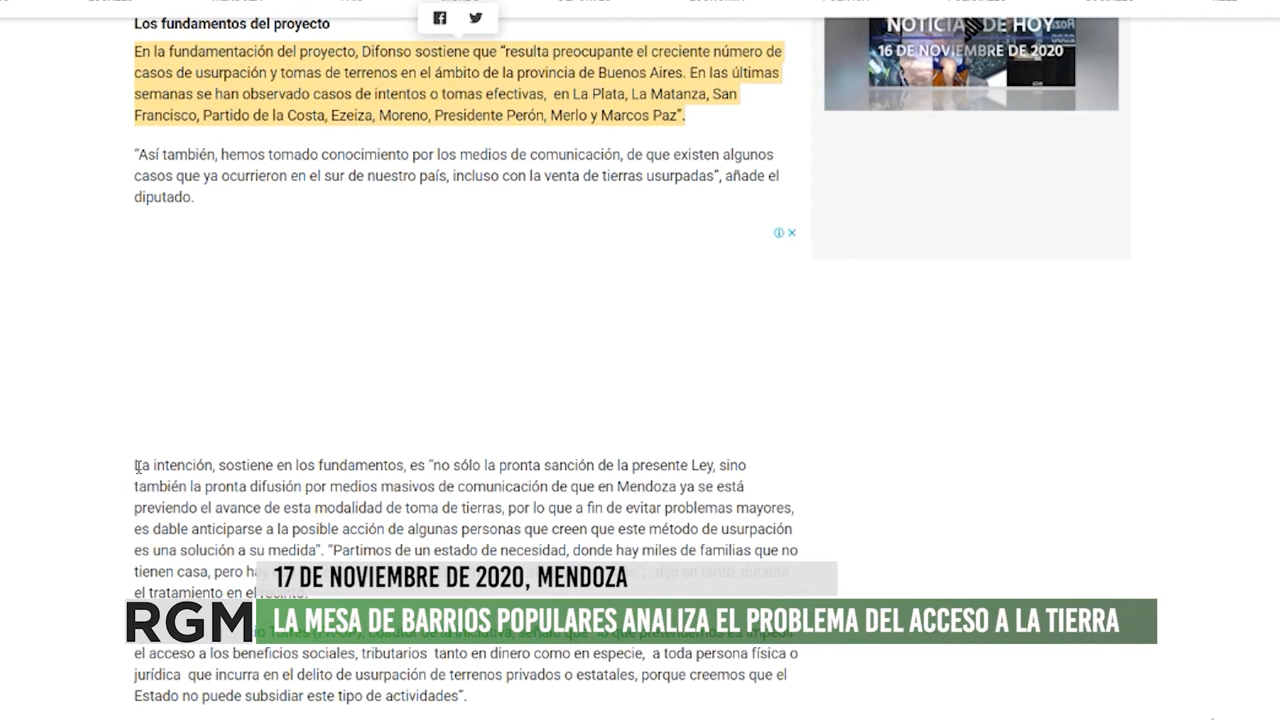 Los fundamentos del proyecto
En la fundamentación del proyecto, Difonso sostiene que “resulta preocupante el creciente número de
casos de usurpación y tomas de terrenos en el ámbito de la provincia de Buenos Aires. En las últimas
semanas se han observado casos de intentos o tomas efectivas, en La Plata, La Matanza, San
Francisco, Partido de la Costa, Ezeiza, Moreno, Presidente Perón, Merlo y Marcos Paz”.
“Así también, hemos tomado conocimiento por los medios de comunicación, de que existen algunos
casos que ya ocurrieron en el sur de nuestro país, incluso con la venta de tierras usurpadas”, añade el
diputado.
NOTICIA DE HOY
16 DE NOVIEMBRE DE 2020
La intención, sostiene en los fundamentos, es “no sólo la pronta sanción de la presente Ley, sino
también la pronta difusión por medios masivos de comunicación de que en Mendoza ya se está
previendo el avance de esta modalidad de toma de tierras, por lo que a fin de evitar problemas mayores,
es dable anticiparse a la posible acción de algunas personas que creen que este método de usurpación
es una solución a su medida”. “Partimos de un estado de necesidad, donde hay miles de familias que no
tienen casa, pero dijo en tanto, durante
el tratamiento en el recinto.
17 DE NOVIEMBRE DE 2020, MENDOZA
RGM
LA MESA DE BARRIOS POPULARES ANALIZA EL PROBLEMA DEL ACCESO A LA TIERRA
el acceso a los beneficios sociales, tributarios tanto en dinero como en especie, a toda persona física o
jurídica que incurra en el delito de usurpación de terrenos privados o estatales, porque creemos que el
Estado no puede subsidiar este tipo de actividades”.